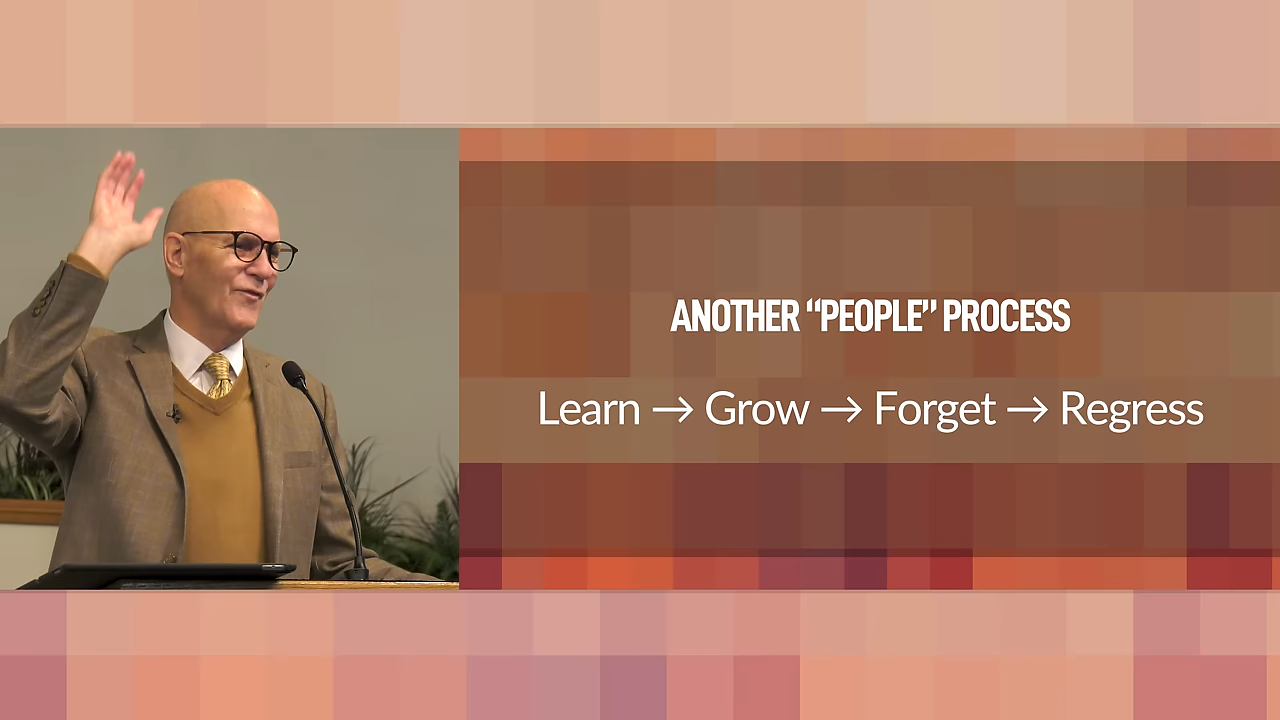 ANOTHER “PEOPLE” PROCESS
Learn → Grow → Forget → Regress